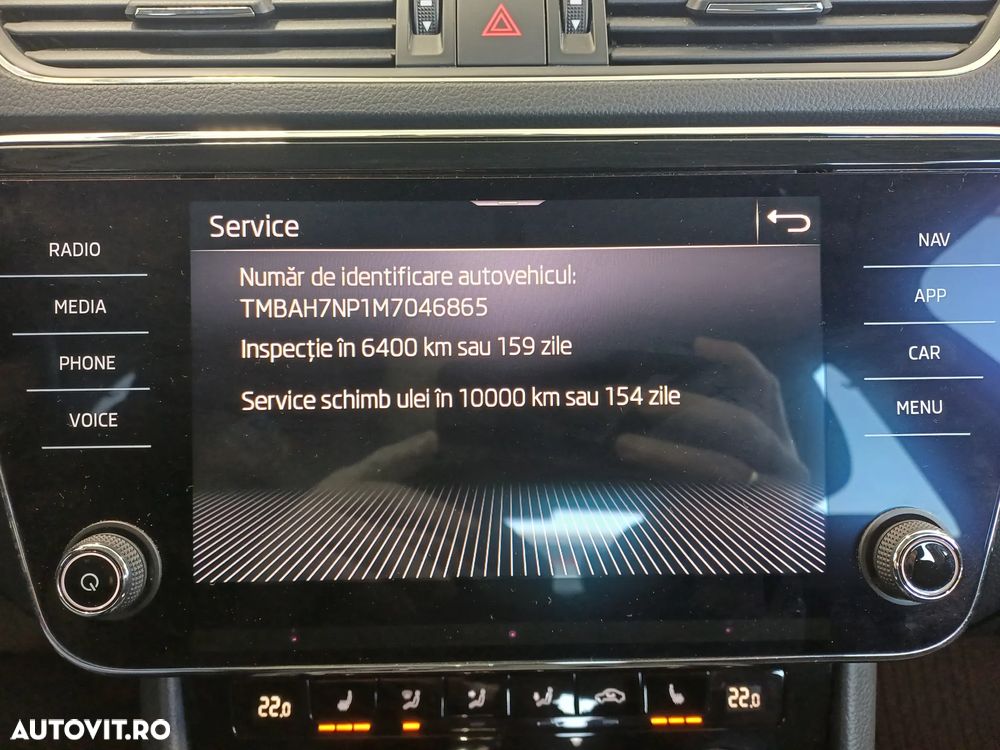 Service
RADIO
MEDIA
PHONE
VOICE
Număr de identificare autovehicul:
TMBAH7NP1M7046865
Inspecție în 6400 km sau 159 zile
Service schimb ulei în 10000 km sau 154 zile
NAV
APP
CAR
MENU
22.0
22.0
AUTOVIT.RO